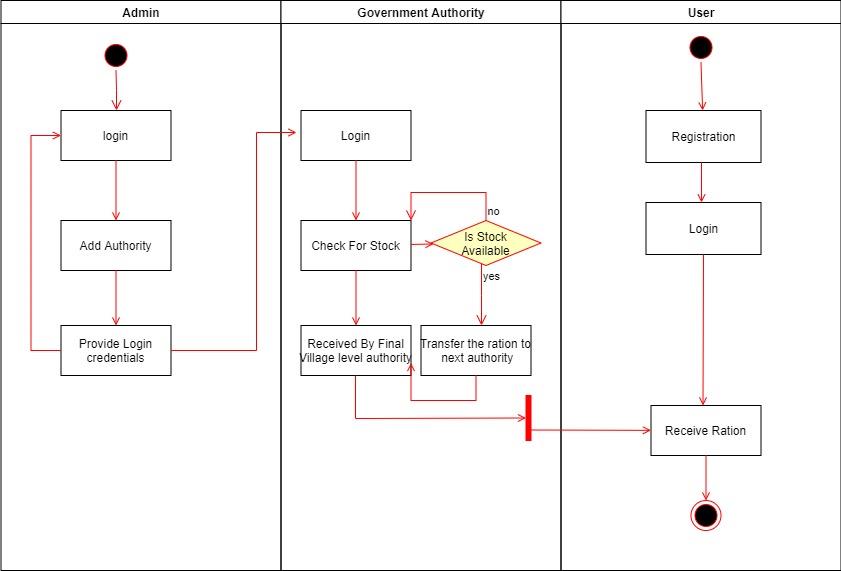 Admin
Government Authority
User
login
Add Authority
Provide Login
credentials
Login
Check For Stock
Is Stock
Available
no
yes
Received By Final
Village level authority
Transfer the ration to
next authority
Registration
Login
Receive Ration